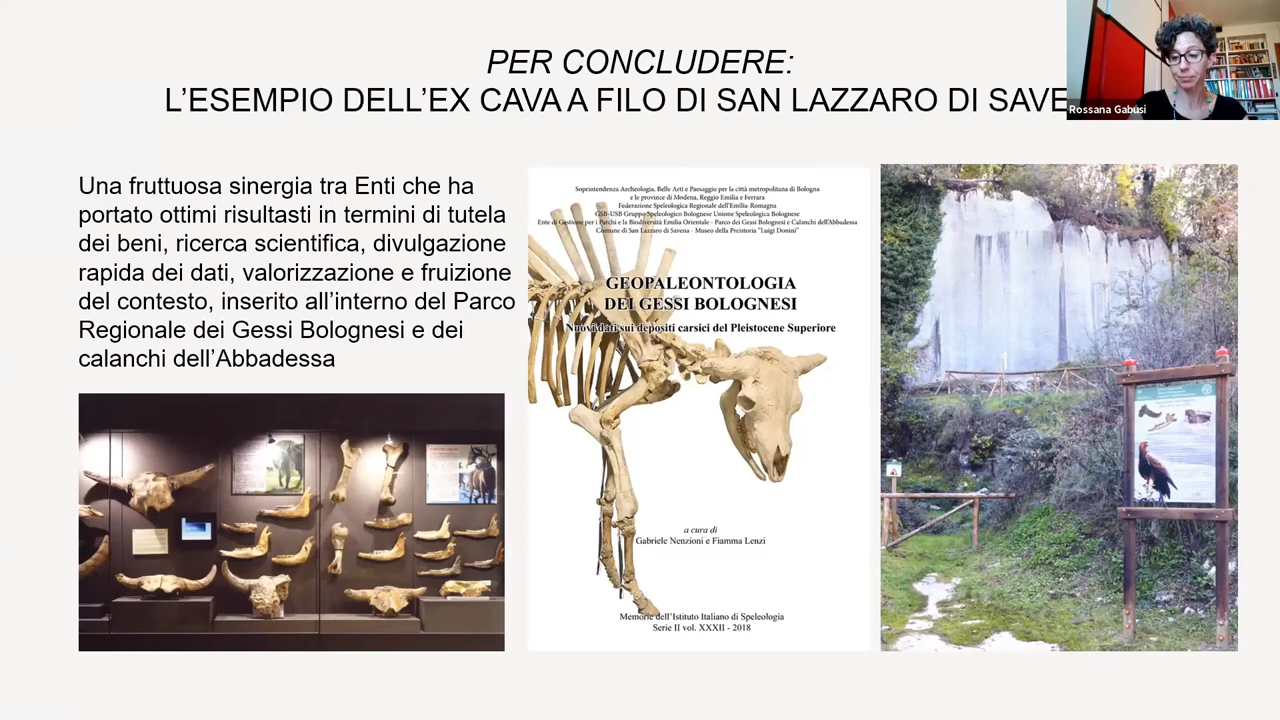 PER CONCLUDERE:
L'ESEMPIO DELL'EX CAVA A FILO DI SAN LAZZARO DI SAVE
Rossana Gabusi
Una fruttuosa sinergia tra Enti che ha
portato ottimi risultasti in termini di tutela
dei beni, ricerca scientifica, divulgazione
rapida dei dati, valorizzazione e fruizione
del contesto, inserito all'interno del Parco
Regionale dei Gessi Bolognesi e dei
calanchi dell'Abbadessa
Soprintendenza Archeologia, Belle Arti e Paesaggio per la città metropolitana di Bologna
e le province di Modena, Reggio Emilia e Ferrara
Federazione Speleologica Regionale dell'Emilia-Romagna
GSB-USB Gruppo Speleologico Bolognese Unione Speleologica Bolognese
Ente di Gestione per i Parchi e la Biodiversità Emilia Orientale - Parco dei Gessi Bolognesi e Calanchi dell'Abbadessa
Comune di San Lazzaro di Savena - Museo della Preistoria "Luigi Donini"
GEOPALEONTOLOGIA
DEI GESSI BOLOGNESI
Nuovi dati sui depositi carsici del Pleistocene Superiore
a cura di
Gabriele Nenzioni e Fiamma Lenzi
Memorie dell'Istituto Italiano di Speleologia
Serie II vol. XXXII - 2018